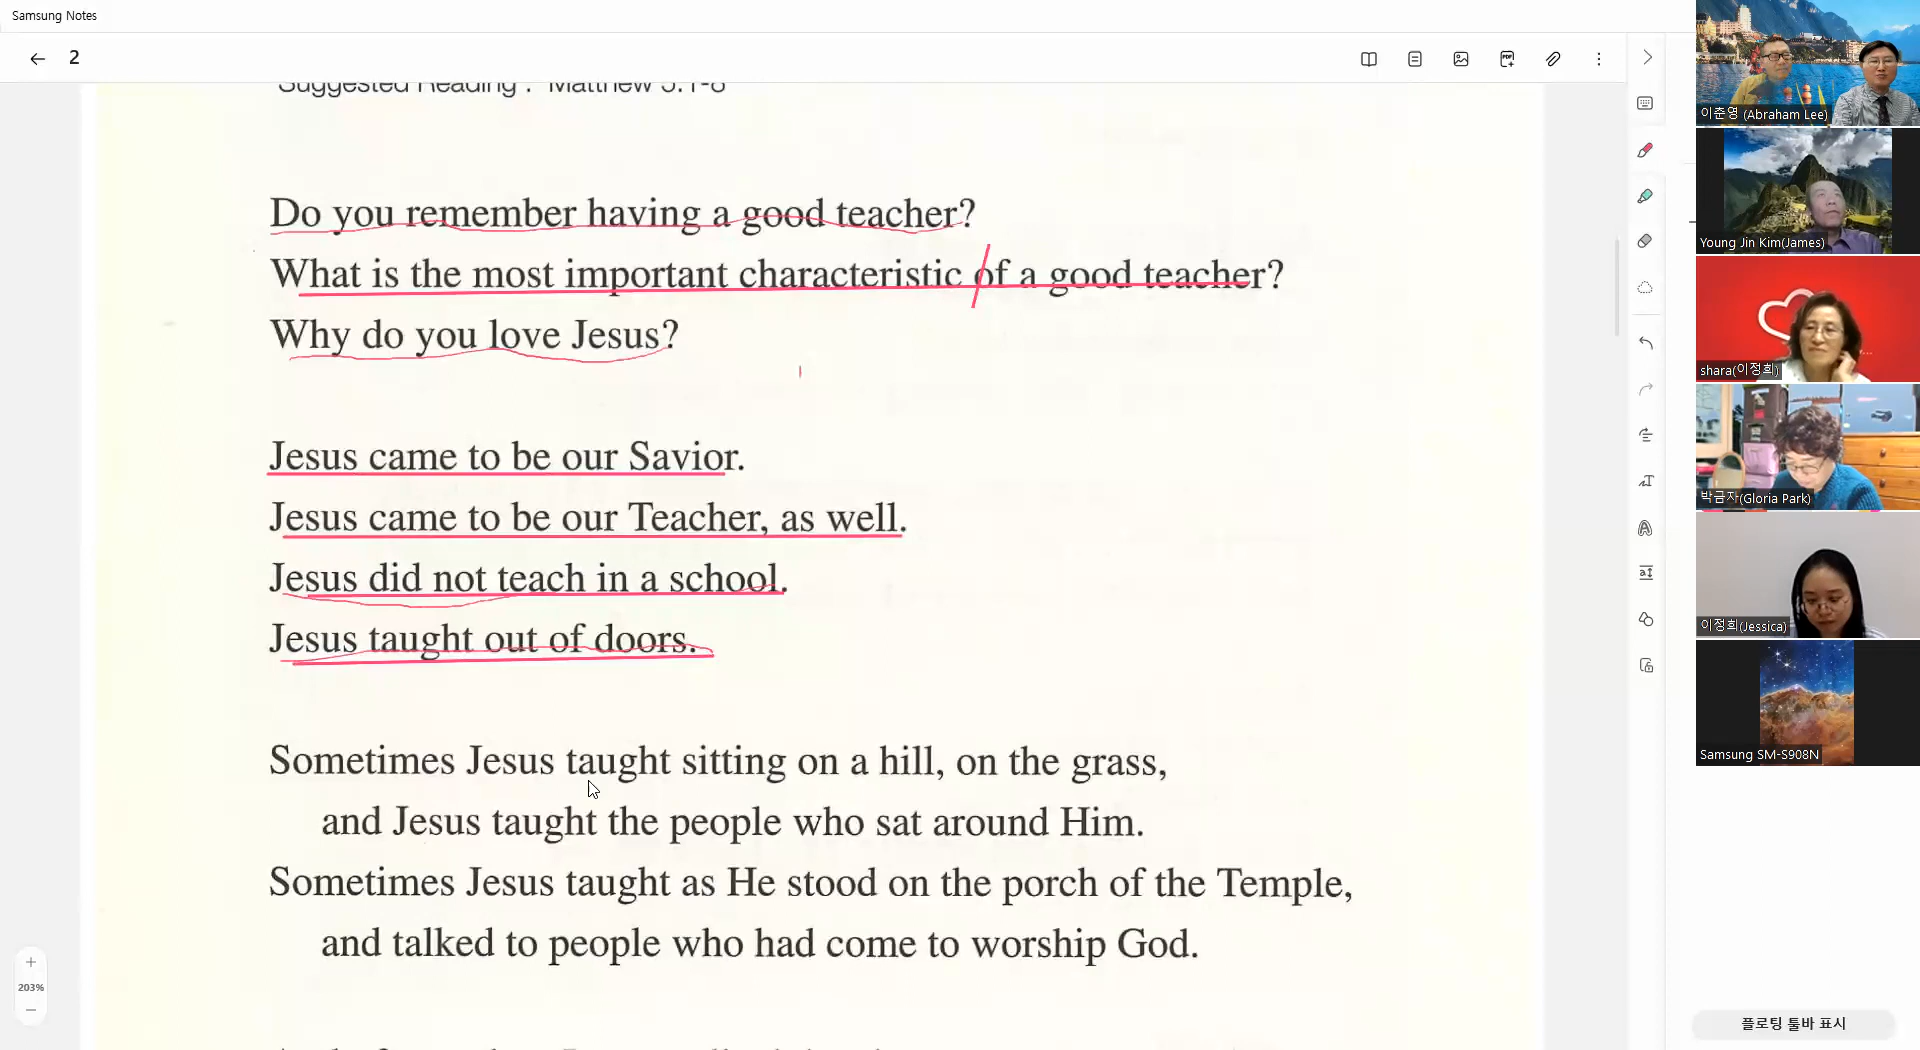 Samsung Notes
2
Suggested Reading : Matthew 5:1-8
Do you remember having a good teacher?
What is the most important characteristic of a good teacher?
Why do you love Jesus?
Jesus came to be our Savior.
Jesus came to be our Teacher, as well.
Jesus did not teach in a school.
Jesus taught out of doors.
Sometimes Jesus taught sitting on a hill, on the grass,
and Jesus taught the people who sat around Him.
Sometimes Jesus taught as He stood on the porch of the Temple,
and talked to people who had come to worship God.
203%
이준영 (Abraham Lee)
Young Jin Kim(James)
shara(이정희)
박금자(Gloria Park)
이정희(Jessica)
Samsung SM-S908N
플로팅 툴바 표시